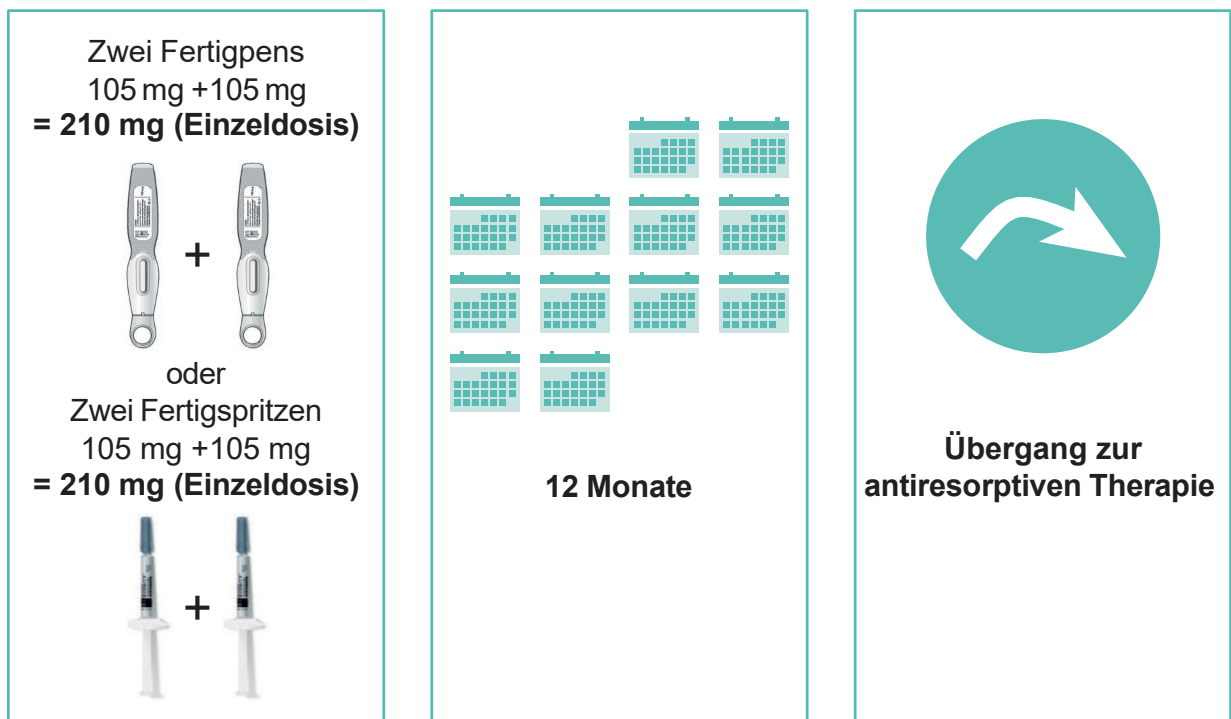 Zwei Fertigpens
105 mg +105 mg
= 210 mg (Einzeldosis)
+
oder
Zwei Fertigspritzen
105 mg +105 mg
= 210 mg (Einzeldosis)
+
12 Monate
Übergang zur
antiresorptiven Therapie